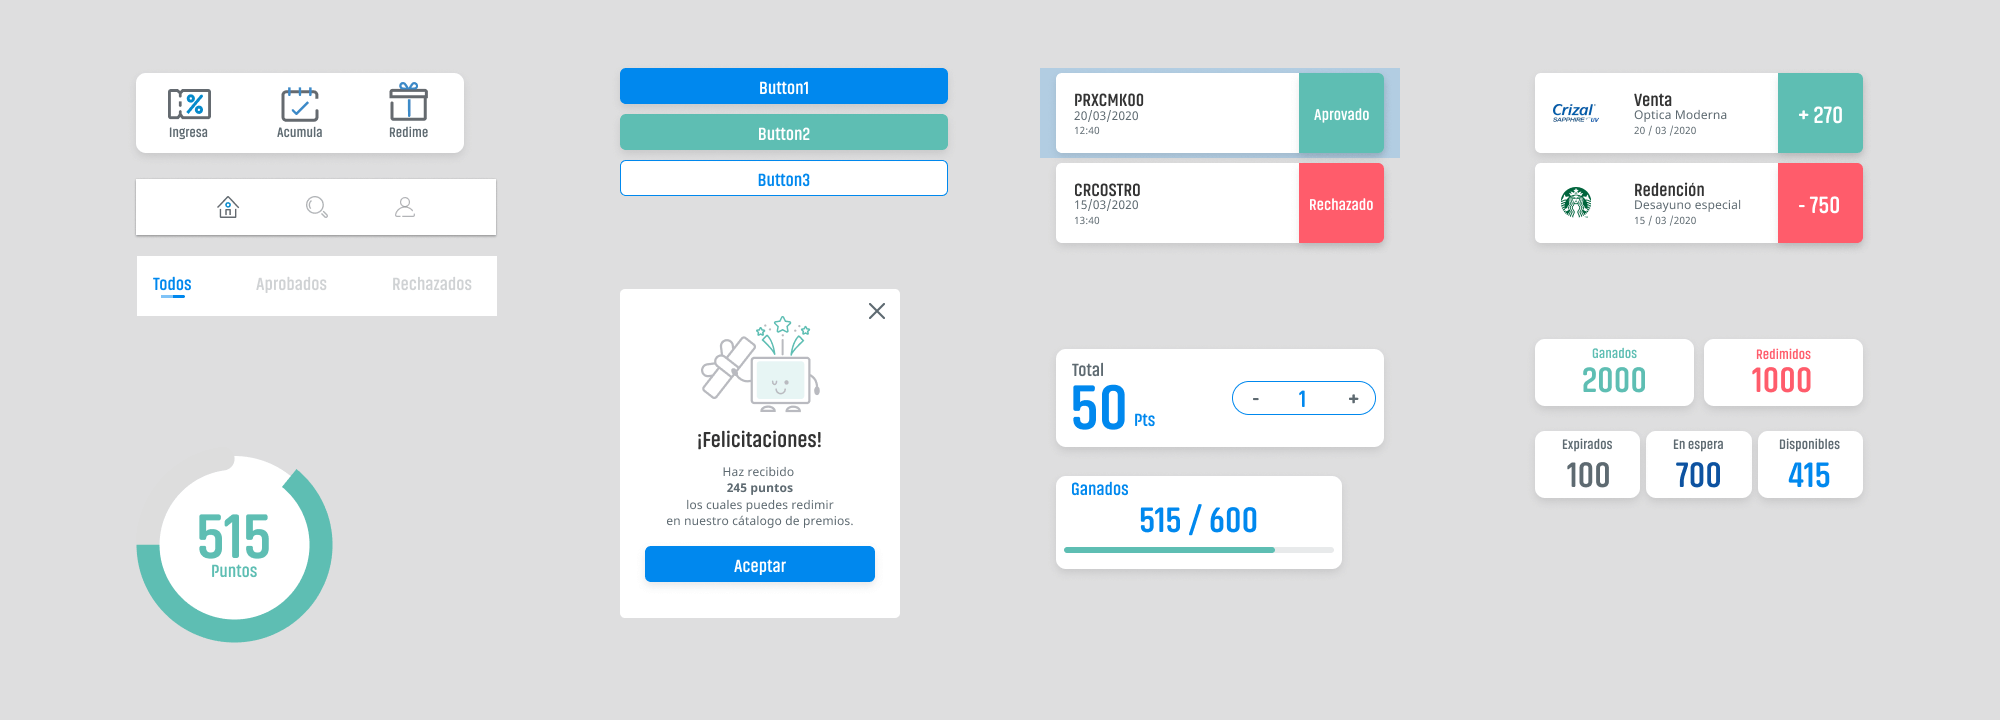 Ingresa
Acumula
Redime
Todos
Aprobados
Rechazados
515
Puntos
Button1
Button2
Button3
¡Felicitaciones!
Haz recibido
245 puntos
los cuales puedes redimir
en nuestro cátalogo de premios.
Aceptar
PRXCMK00
20/03/2020
12:40
Aprovado
CRCOSTRO
15/03/2020
13:40
Rechazado
Total
50 Pts
- 1 +
Ganados
515 / 600
Crizal
SAPPHIRE UV
Venta
Optica Moderna
20 / 03 /2020
+ 270
Redención
Desayuno especial
15 / 03 /2020
- 750
Ganados
2000
Redimidos
1000
Expirados
100
En espera
700
Disponibles
415